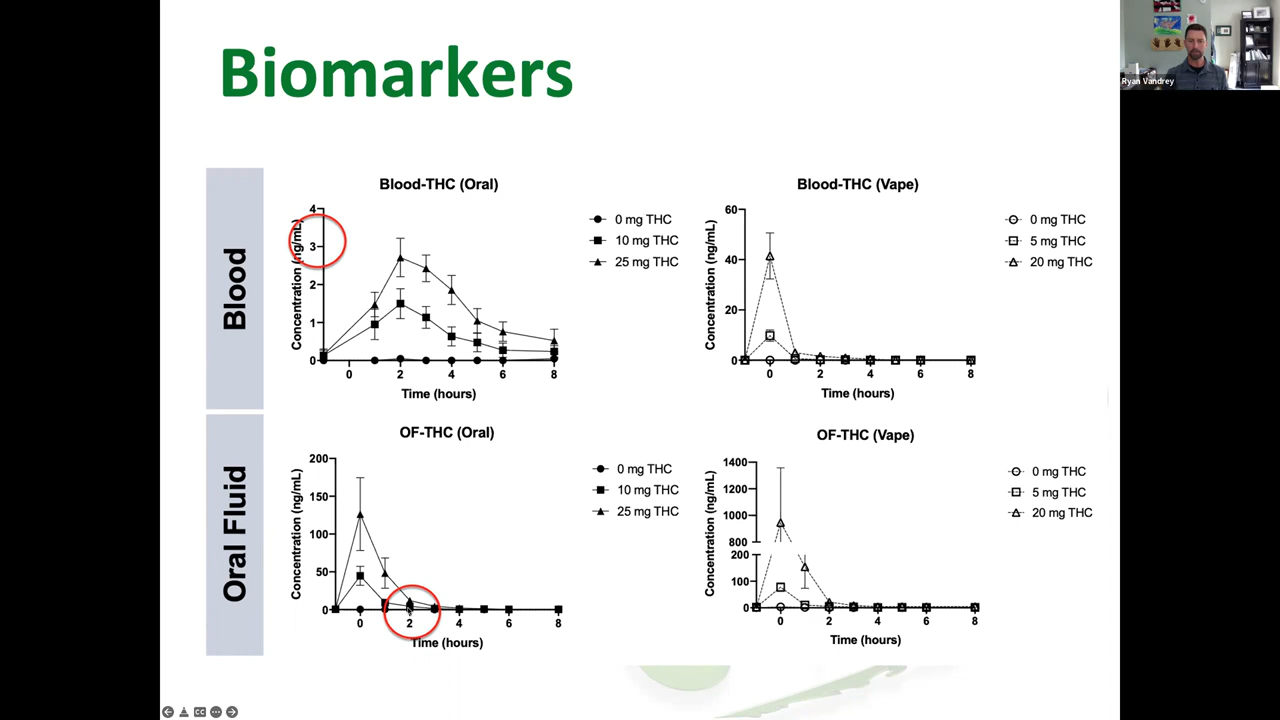 Biomarkers
Ryan Vandrey
Blood
Blood-THC (Oral)
Concentration (ng/mL)
4
3
2
1
0
0 2 4 6 8
Time (hours)
0 mg THC
10 mg THC
25 mg THC
Blood-THC (Vape)
Concentration (ng/mL)
60
40
20
0
0 2 4 6 8
Time (hours)
0 mg THC
5 mg THC
20 mg THC
Oral Fluid
OF-THC (Oral)
Concentration (ng/mL)
200
150
100
50
0
0 2 4 6 8
Time (hours)
0 mg THC
10 mg THC
25 mg THC
OF-THC (Vape)
Concentration (ng/mL)
1400
1200
1000
800
200
100
0
0 2 4 6 8
Time (hours)
0 mg THC
5 mg THC
20 mg THC
CC